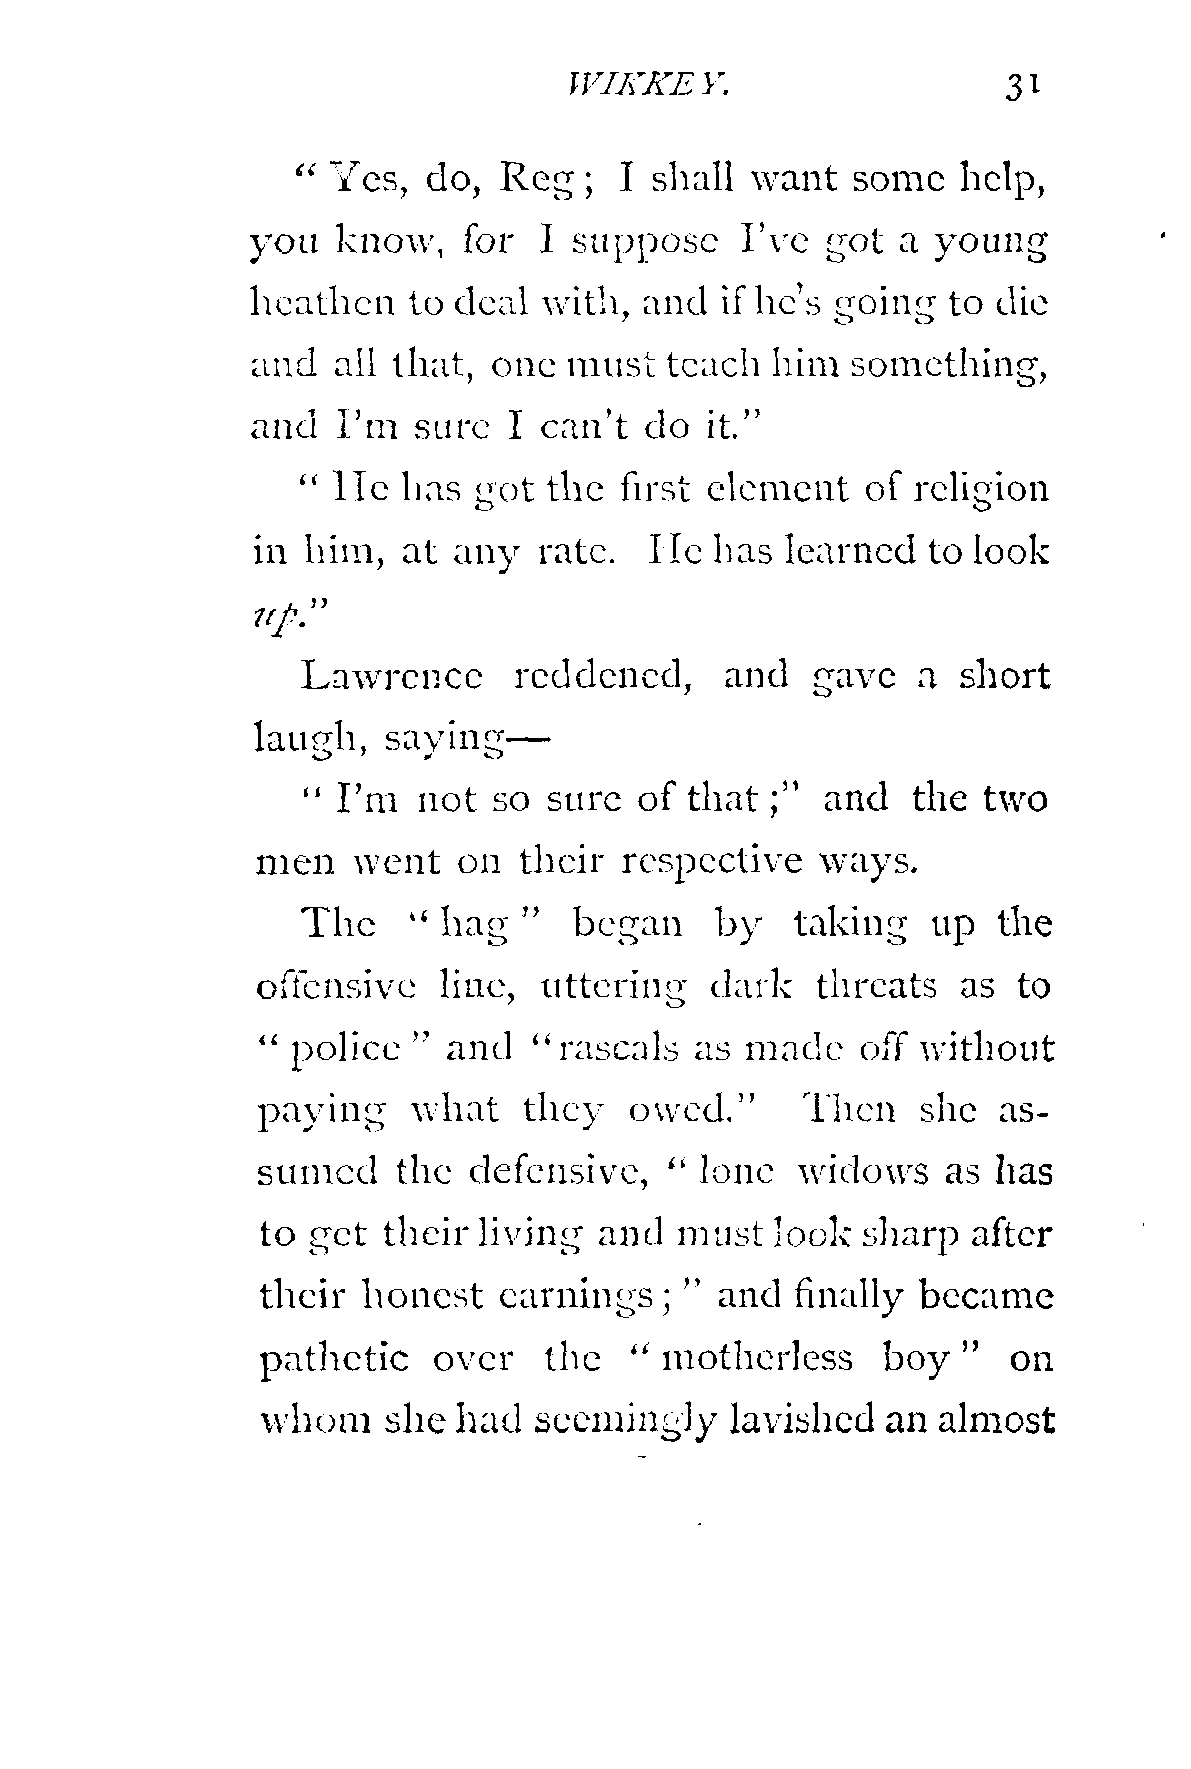 WIKKEY. 31
" Yes, do, Reg ; I shall want some help,
you know, for I suppose I've got a young
heathen to deal with, and if he's going to die
and all that, one must teach him something,
and I'm sure I can't do it."
" He has got the first element of religion
in him, at any rate. He has learned to look
up."
Lawrence reddened, and gave a short
laugh, saying—
" I'm not so sure of that ;" and the two
men went on their respective ways.
The " hag " began by taking up the
offensive line, uttering dark threats as to
" police " and " rascals as made off without
paying what they owed." Then she as-
sumed the defensive, " lone widows as has
to get their living and must look sharp after
their honest earnings ; " and finally became
pathetic over the " motherless boy " on
whom she had seemingly lavished an almost